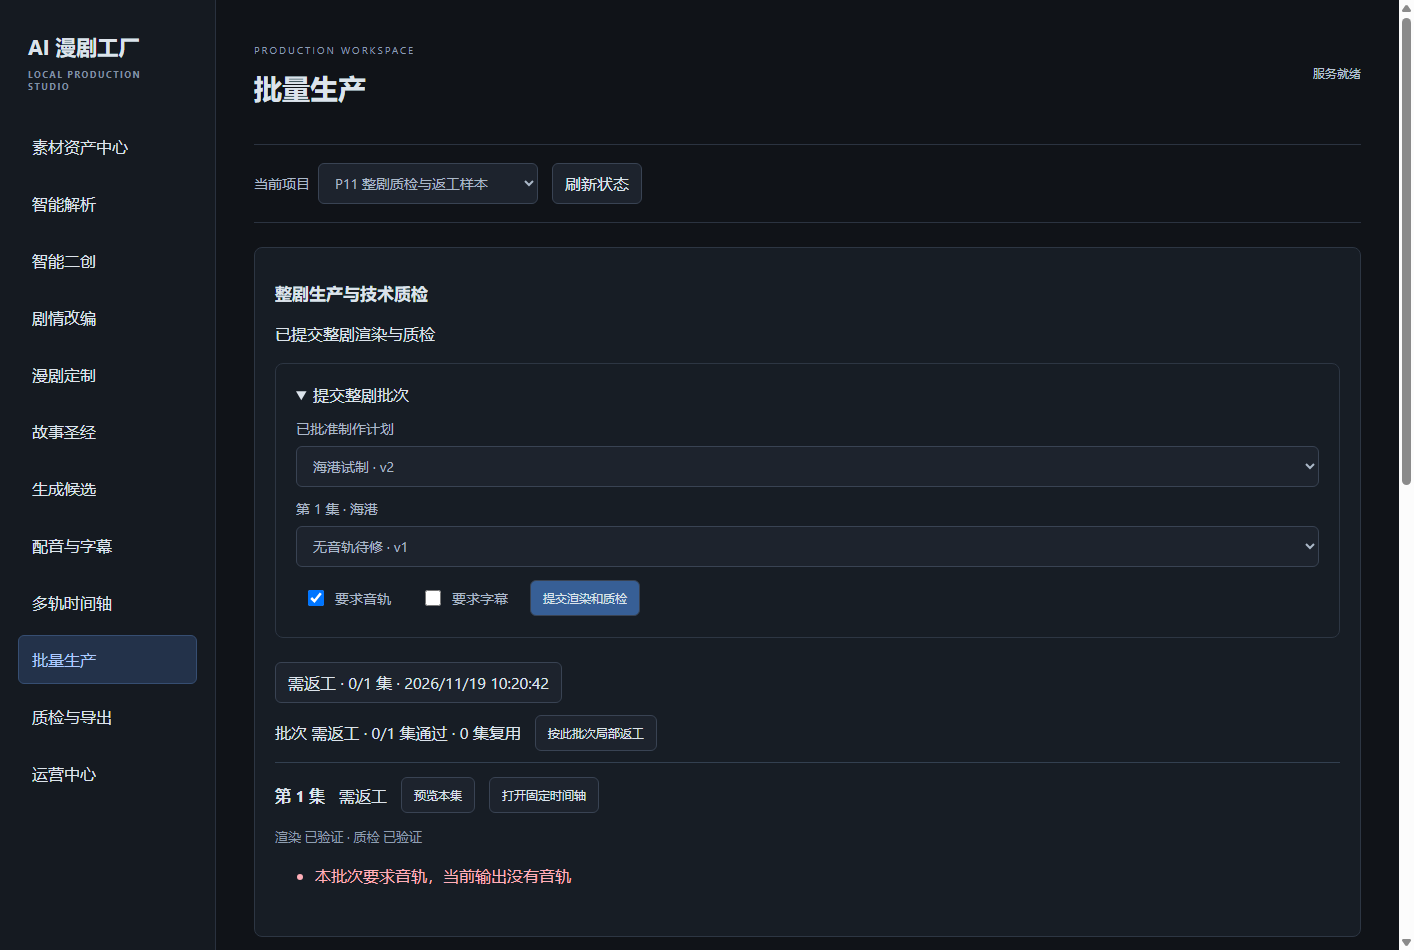 AI 漫剧工厂
LOCAL PRODUCTION
STUDIO
素材资产中心
智能解析
智能二创
剧情改编
漫剧定制
故事圣经
生成候选
配音与字幕
多轨时间轴
批量生产
质检与导出
运营中心
PRODUCTION WORKSPACE
批量生产
服务就绪
当前项目 P11 整剧质检与返工样本 刷新状态
整剧生产与技术质检
已提交整剧渲染与质检
▼ 提交整剧批次
已批准制作计划
海港试制 · v2
第 1 集 · 海港
无音轨待修 · v1
要求音轨 要求字幕 提交渲染和质检
需返工 · 0/1 集 · 2026/11/19 10:20:42
批次 需返工 · 0/1 集通过 · 0 集复用 按此批次局部返工
第 1 集 需返工 预览本集 打开固定时间轴
渲染 已验证 · 质检 已验证
• 本批次要求音轨，当前输出没有音轨